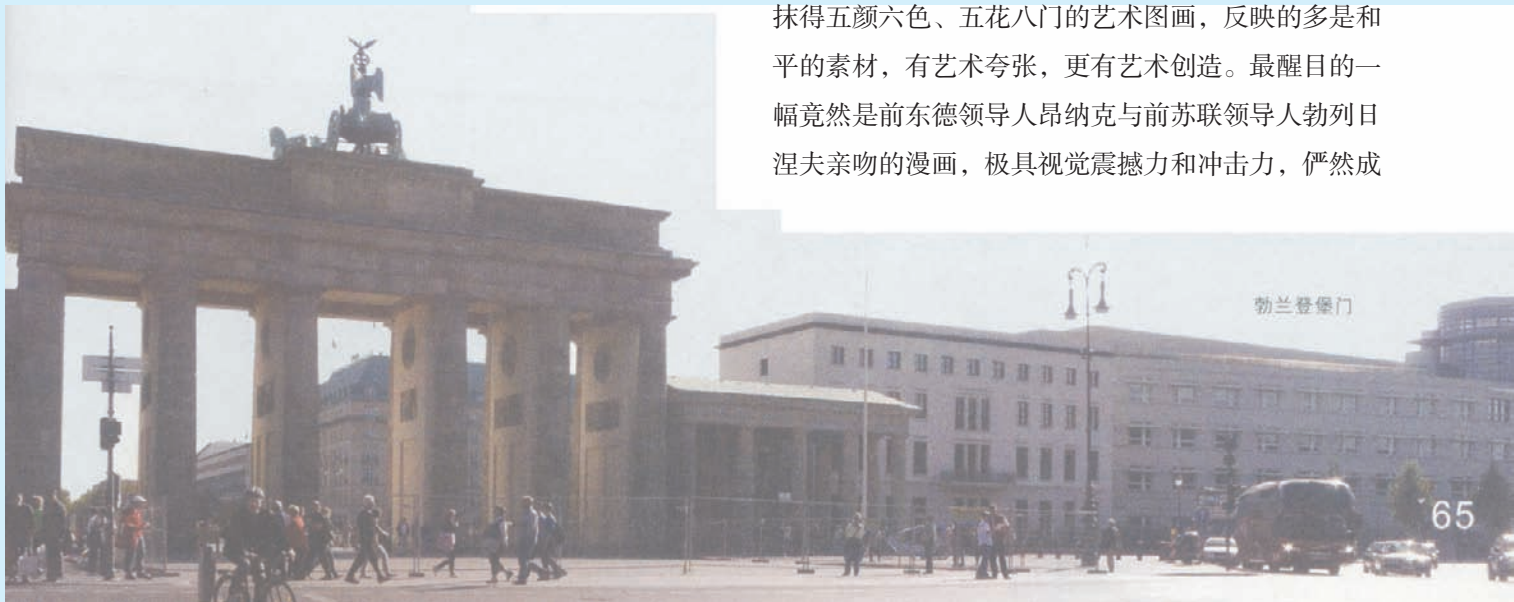 抹得五颜六色、五花八门的艺术图画，反映的多是和
平的素材，有艺术夸张，更有艺术创造。最醒目的一
幅竟然是前东德领导人昂纳克与前苏联领导人勃列日
涅夫亲吻的漫画，极具视觉震撼力和冲击力，俨然成
勃兰登堡门
65